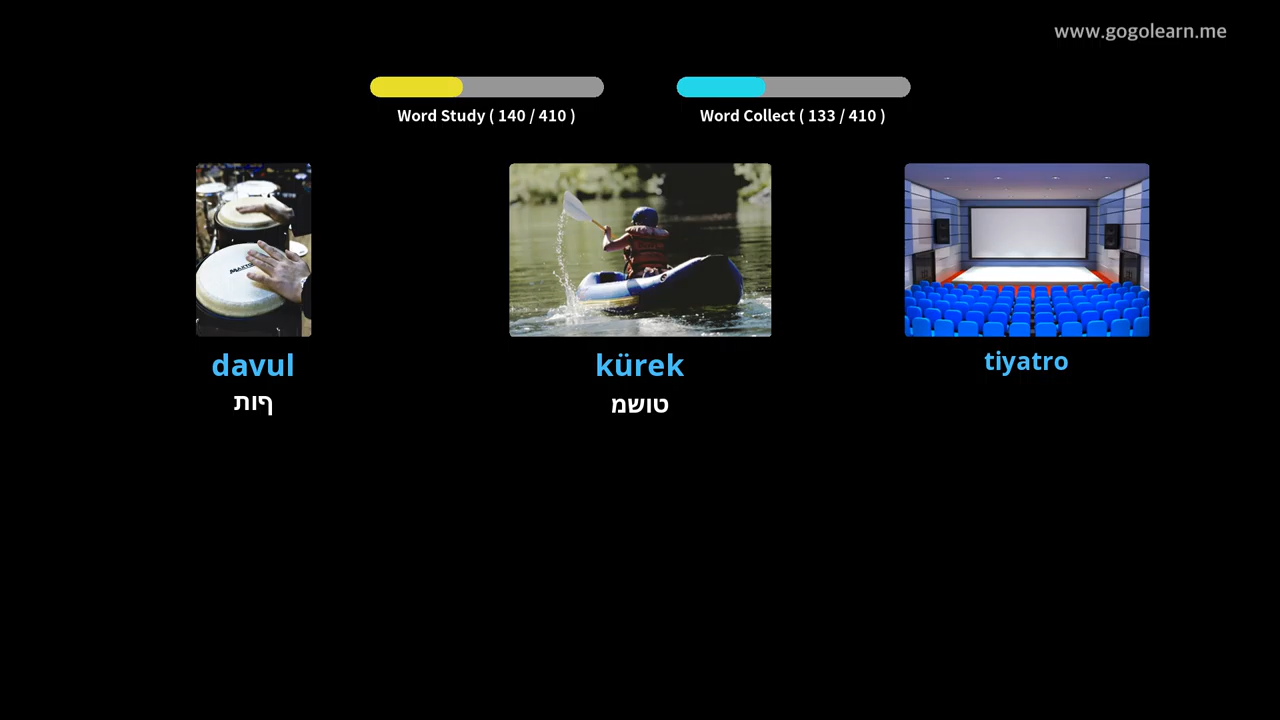 www.gogolearn.me
Word Study ( 140 / 410 )
Word Collect ( 133 / 410 )
davul
תוף
kürek
משוט
tiyatro